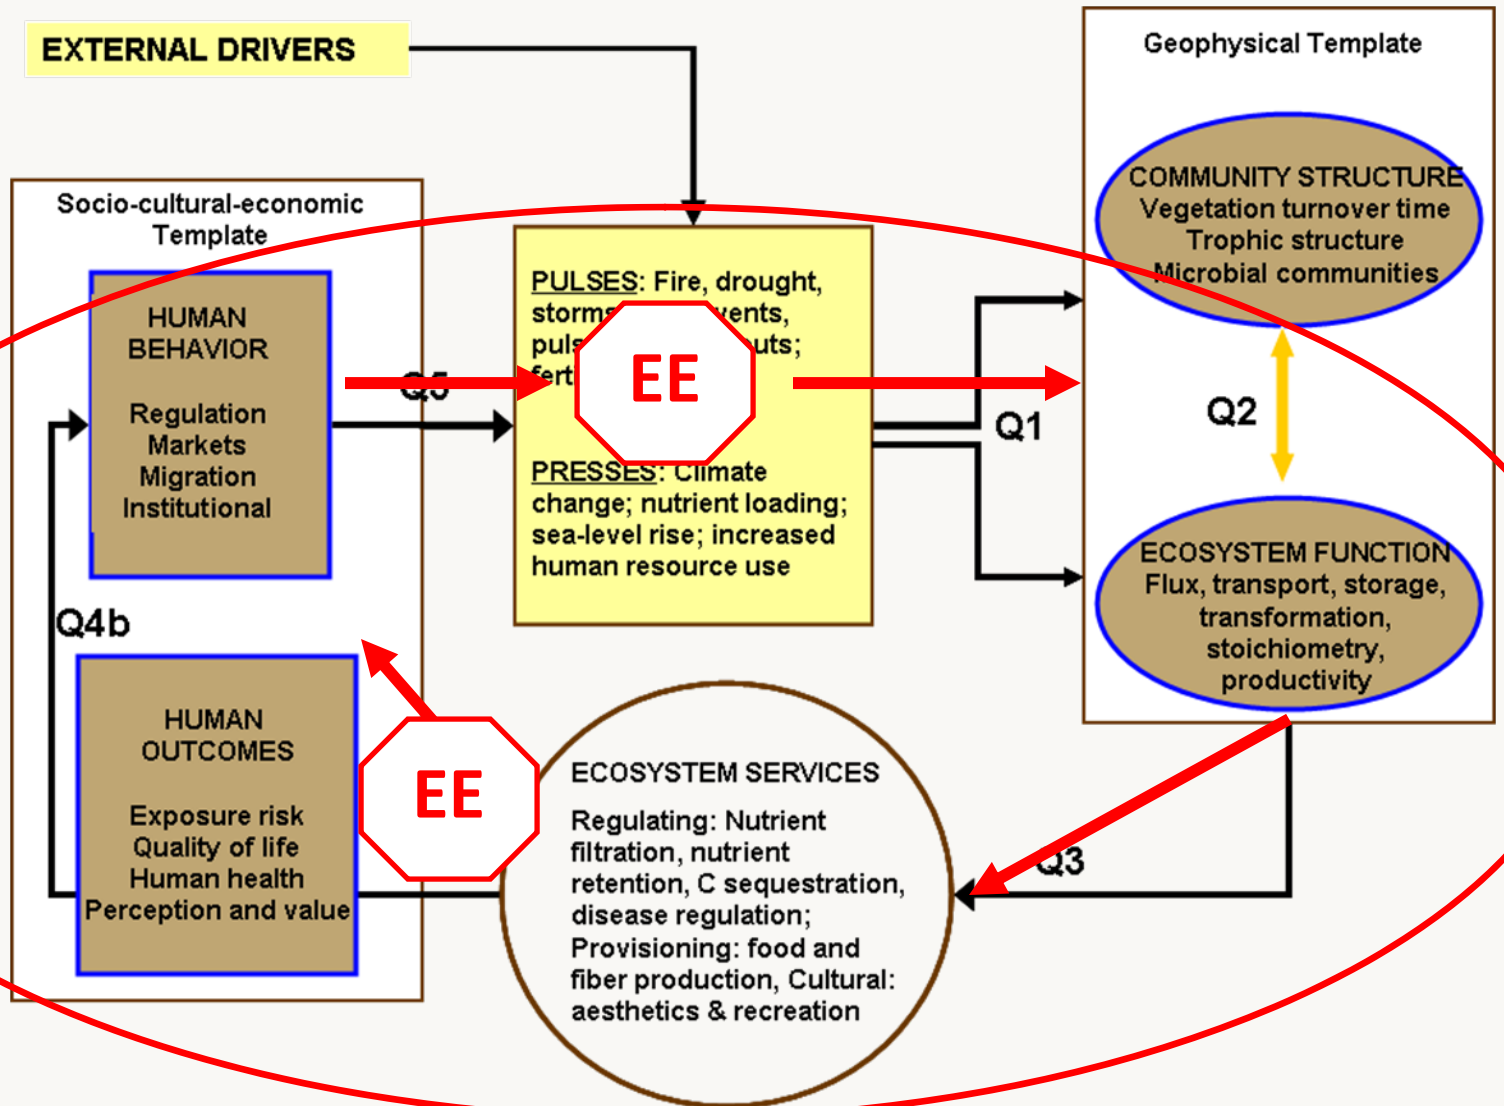 EXTERNAL DRIVERS
Geophysical Template
COMMUNITY STRUCTURE
Vegetation turnover time
Trophic structure
Microbial communities
Socio-cultural-economic
Template
HUMAN
BEHAVIOR
Regulation
Markets
Migration
Institutional
Q5
PULSES: Fire, drought,
EE
PRESSES: Climate
change; nutrient loading;
sea-level rise; increased
human resource use
Q1
Q2
ECOSYSTEM FUNCTION
Flux, transport, storage,
transformation,
stoichiometry,
productivity
Q4b
HUMAN
OUTCOMES
Exposure risk
Quality of life
Human health
Perception and value
EE
ECOSYSTEM SERVICES
Regulating: Nutrient
filtration, nutrient
retention, C sequestration,
disease regulation;
Provisioning: food and
fiber production, Cultural:
aesthetics & recreation
Q3